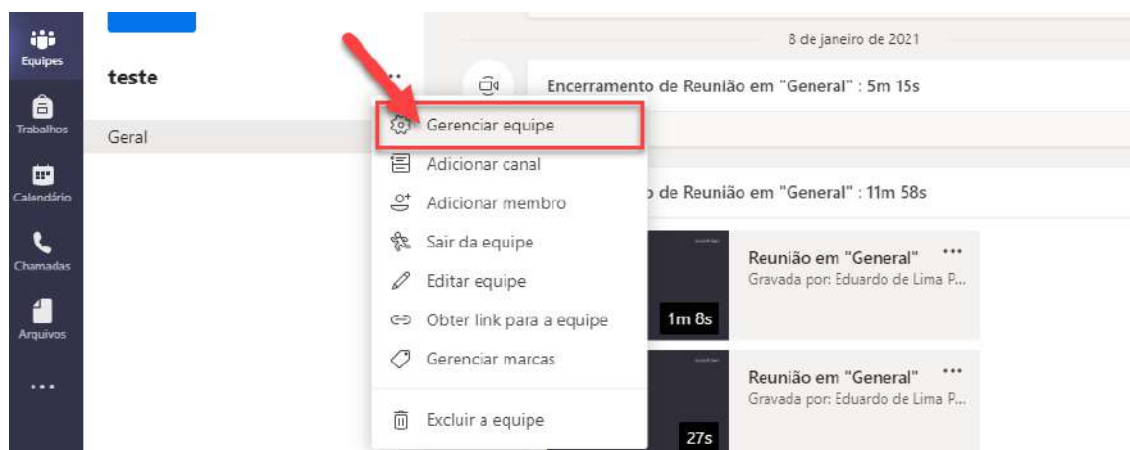 Equipes
Trabalhos
Calendário
Chamadas
Arquivos
teste
Geral
Gerenciar equipe
Adicionar canal
Adicionar membro
Sair da equipe
Editar equipe
Obter link para a equipe
Gerenciar marcas
Excluir a equipe
8 de janeiro de 2021
Encerramento de Reunião em "General" : 5m 15s
de Reunião em "General" : 11m 58s
Reunião em "General"
Gravada por: Eduardo de Lima P...
1m 8s
Reunião em "General"
Gravada por: Eduardo de Lima P...
27s